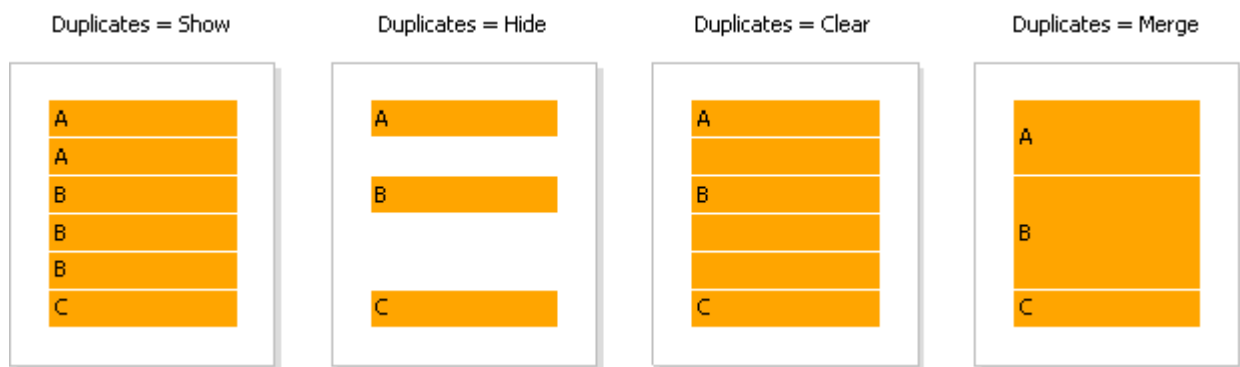 Duplicates = Show
A
A
B
B
B
C
Duplicates = Hide
A
B
C
Duplicates = Clear
A
B
C
Duplicates = Merge
A
B
C